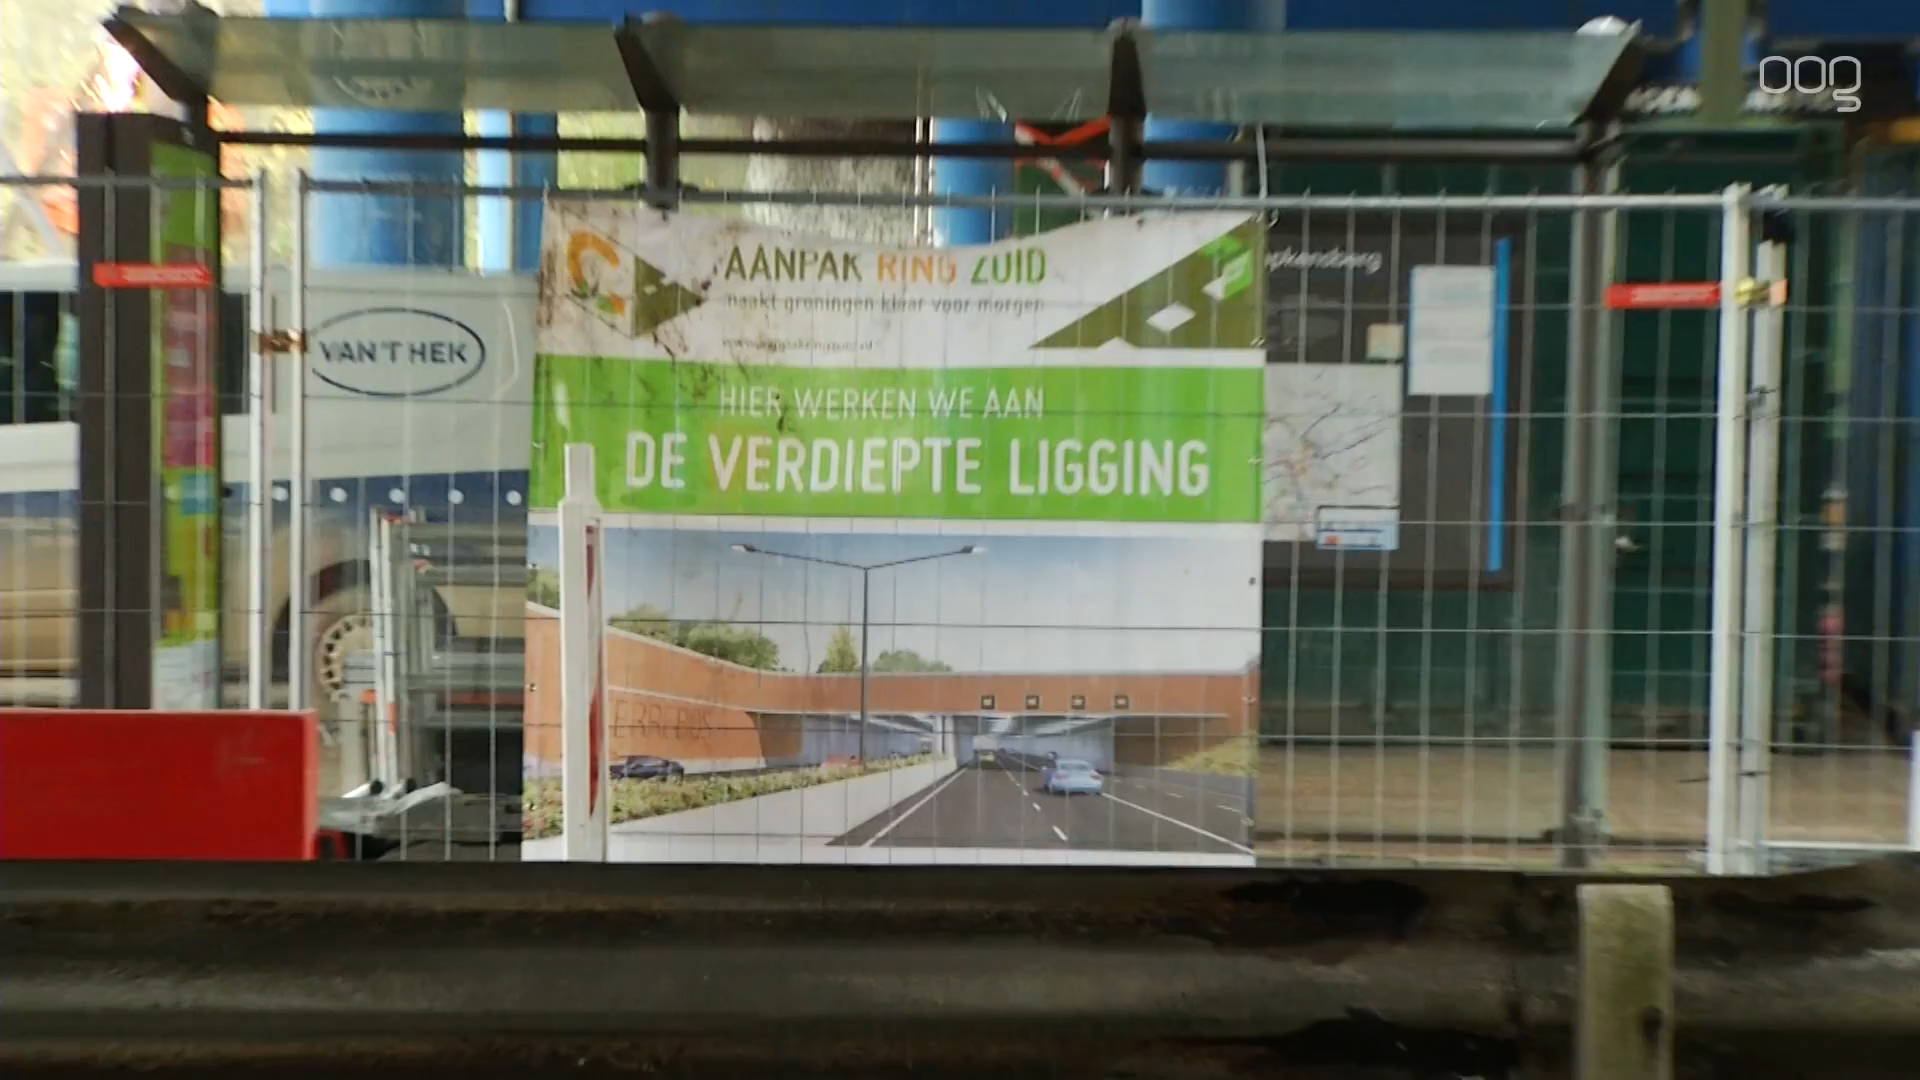 oog
AANPAK RING ZUID
maakt groningen klaar voor morgen
HIER WERKEN WE AAN
DE VERDIEPTE LIGGING
VAN 'T HEK